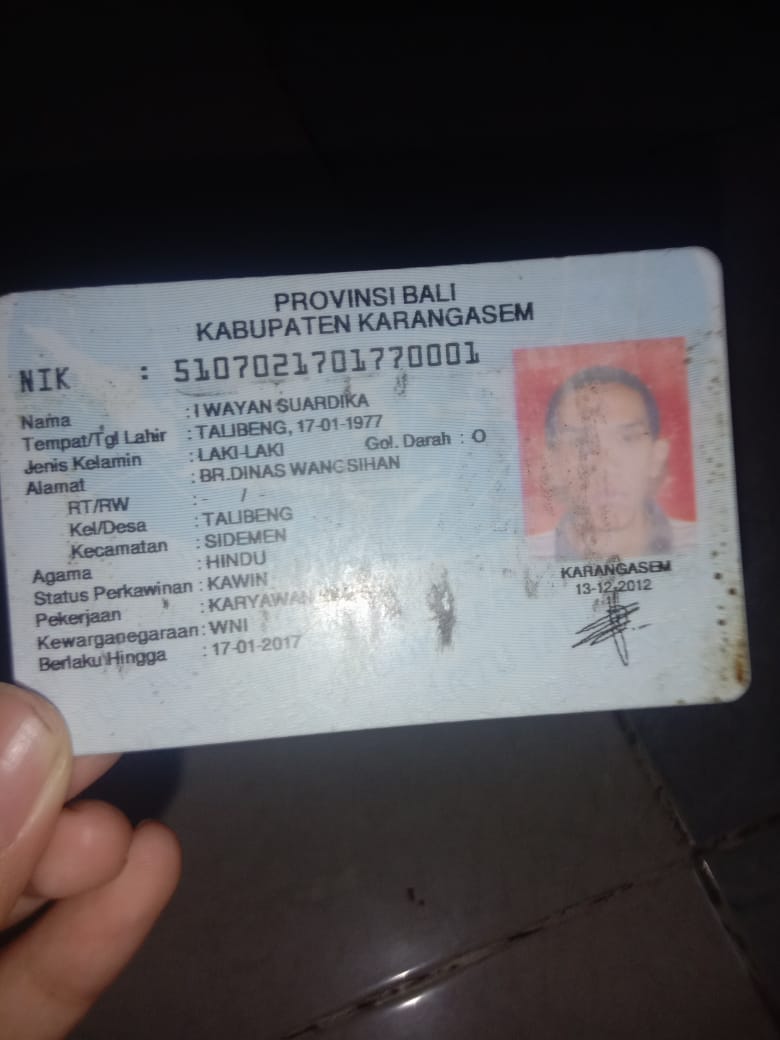 PROVINSI BALI
KABUPATEN KARANGASEM
NIK : 5107021701770001
Nama : I WAYAN SUARDIKA
Tempat/Tgl Lahir : TALIBENG, 17-01-1977
Jenis Kelamin : LAKI-LAKI Gol. Darah : O
Alamat : BR.DINAS WANGSIHAN
RT/RW : - / -
Kel/Desa : TALIBENG
Kecamatan : SIDEMEN
Agama : HINDU
Status Perkawinan : KAWIN
Pekerjaan : KARYAWAN
Kewarganegaraan : WNI
Berlaku Hingga : 17-01-2017
KARANGASEM
13-12-2012